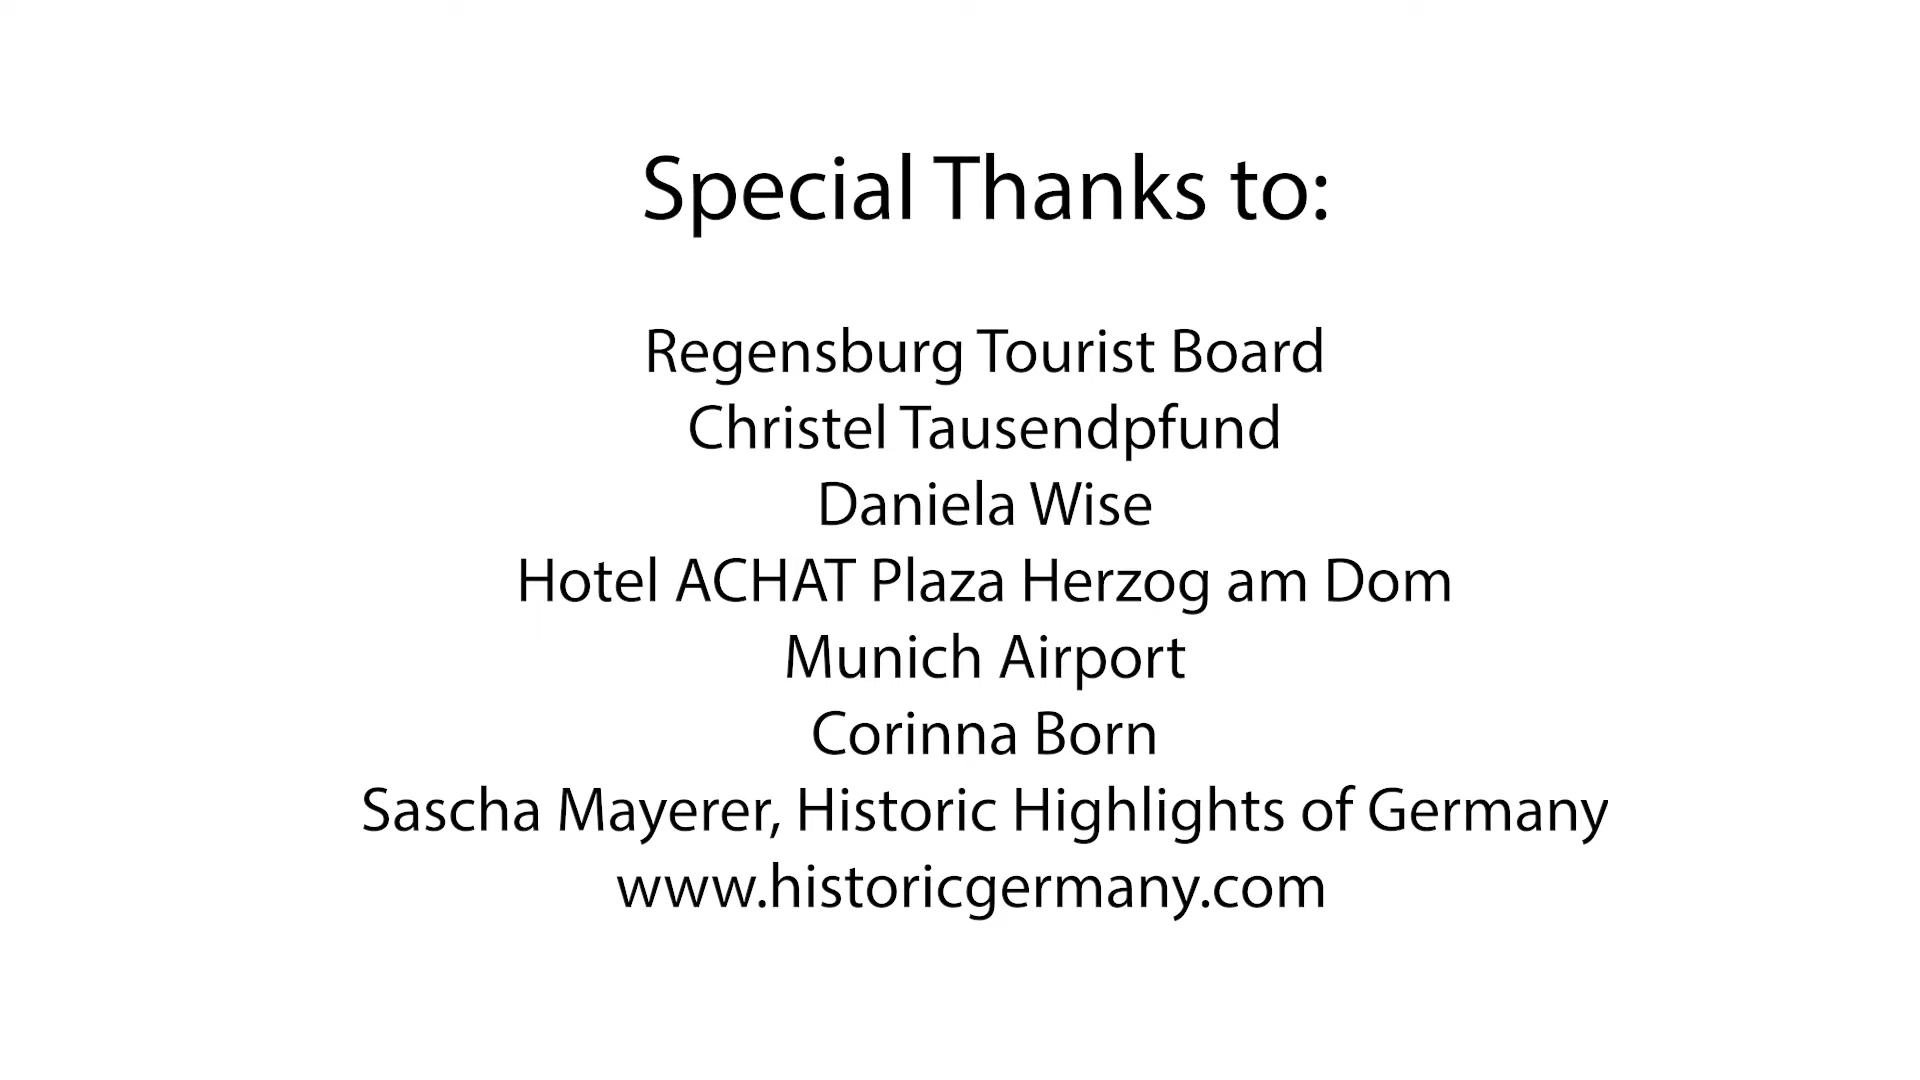 Special Thanks to:
Regensburg Tourist Board
Christel Tausendpfund
Daniela Wise
Hotel ACHAT Plaza Herzog am Dom
Munich Airport
Corinna Born
Sascha Mayerer, Historic Highlights of Germany
www.historicgermany.com